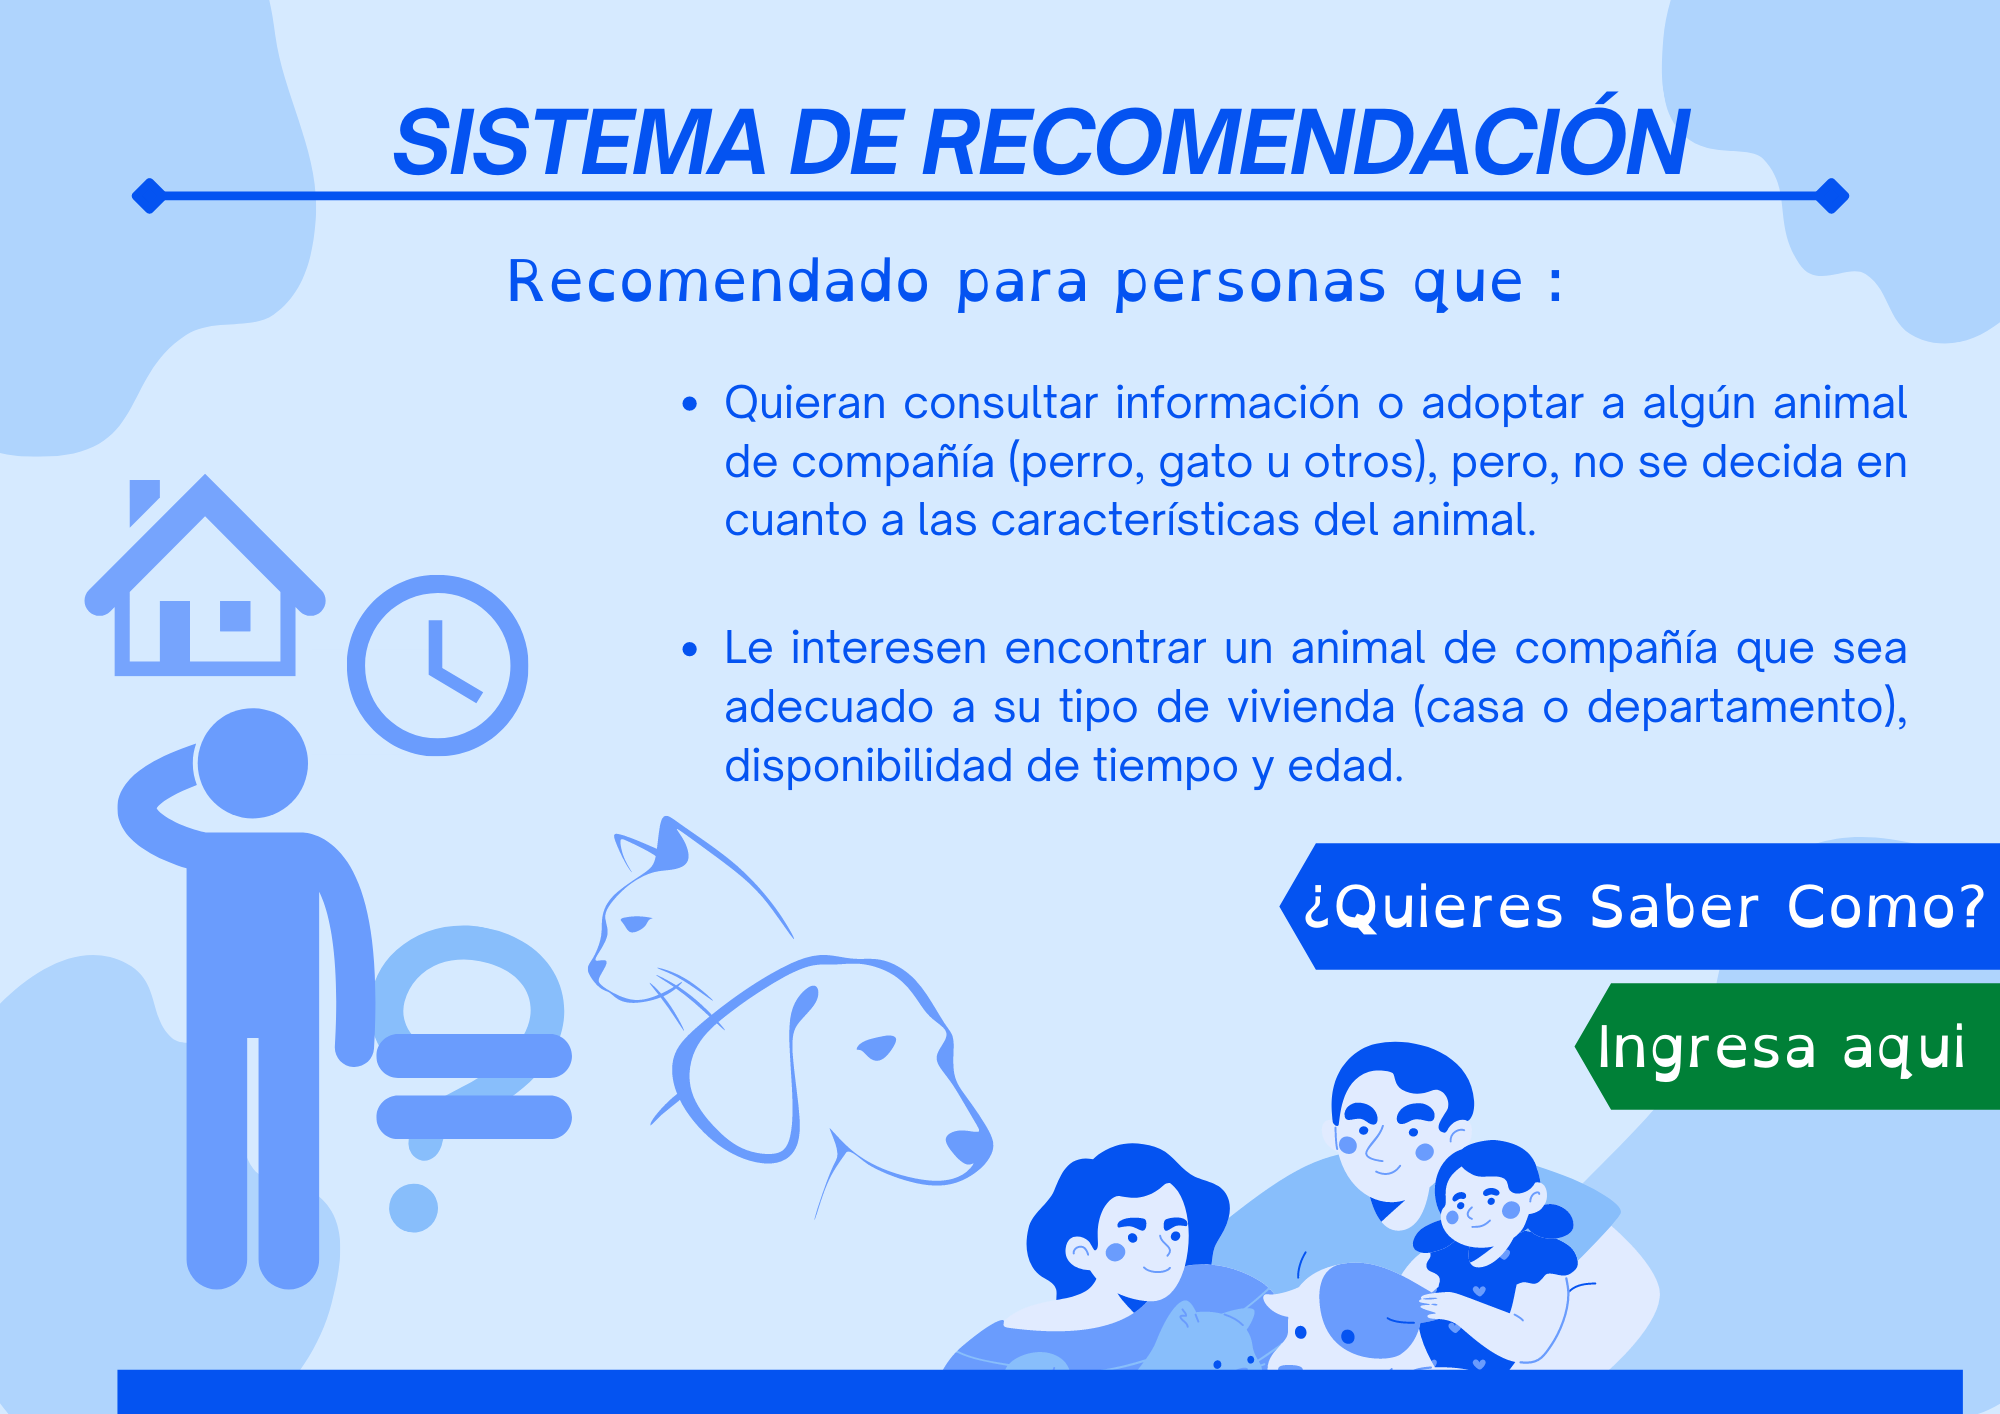 SISTEMA DE RECOMENDACIÓN
Recomendado para personas que :
• Quieran consultar información o adoptar a algún animal
de compañía (perro, gato u otros), pero, no se decida en
cuanto a las características del animal.
• Le interesen encontrar un animal de compañía que sea
adecuado a su tipo de vivienda (casa o departamento),
disponibilidad de tiempo y edad.
¿Quieres Saber Como?
Ingresa aqui